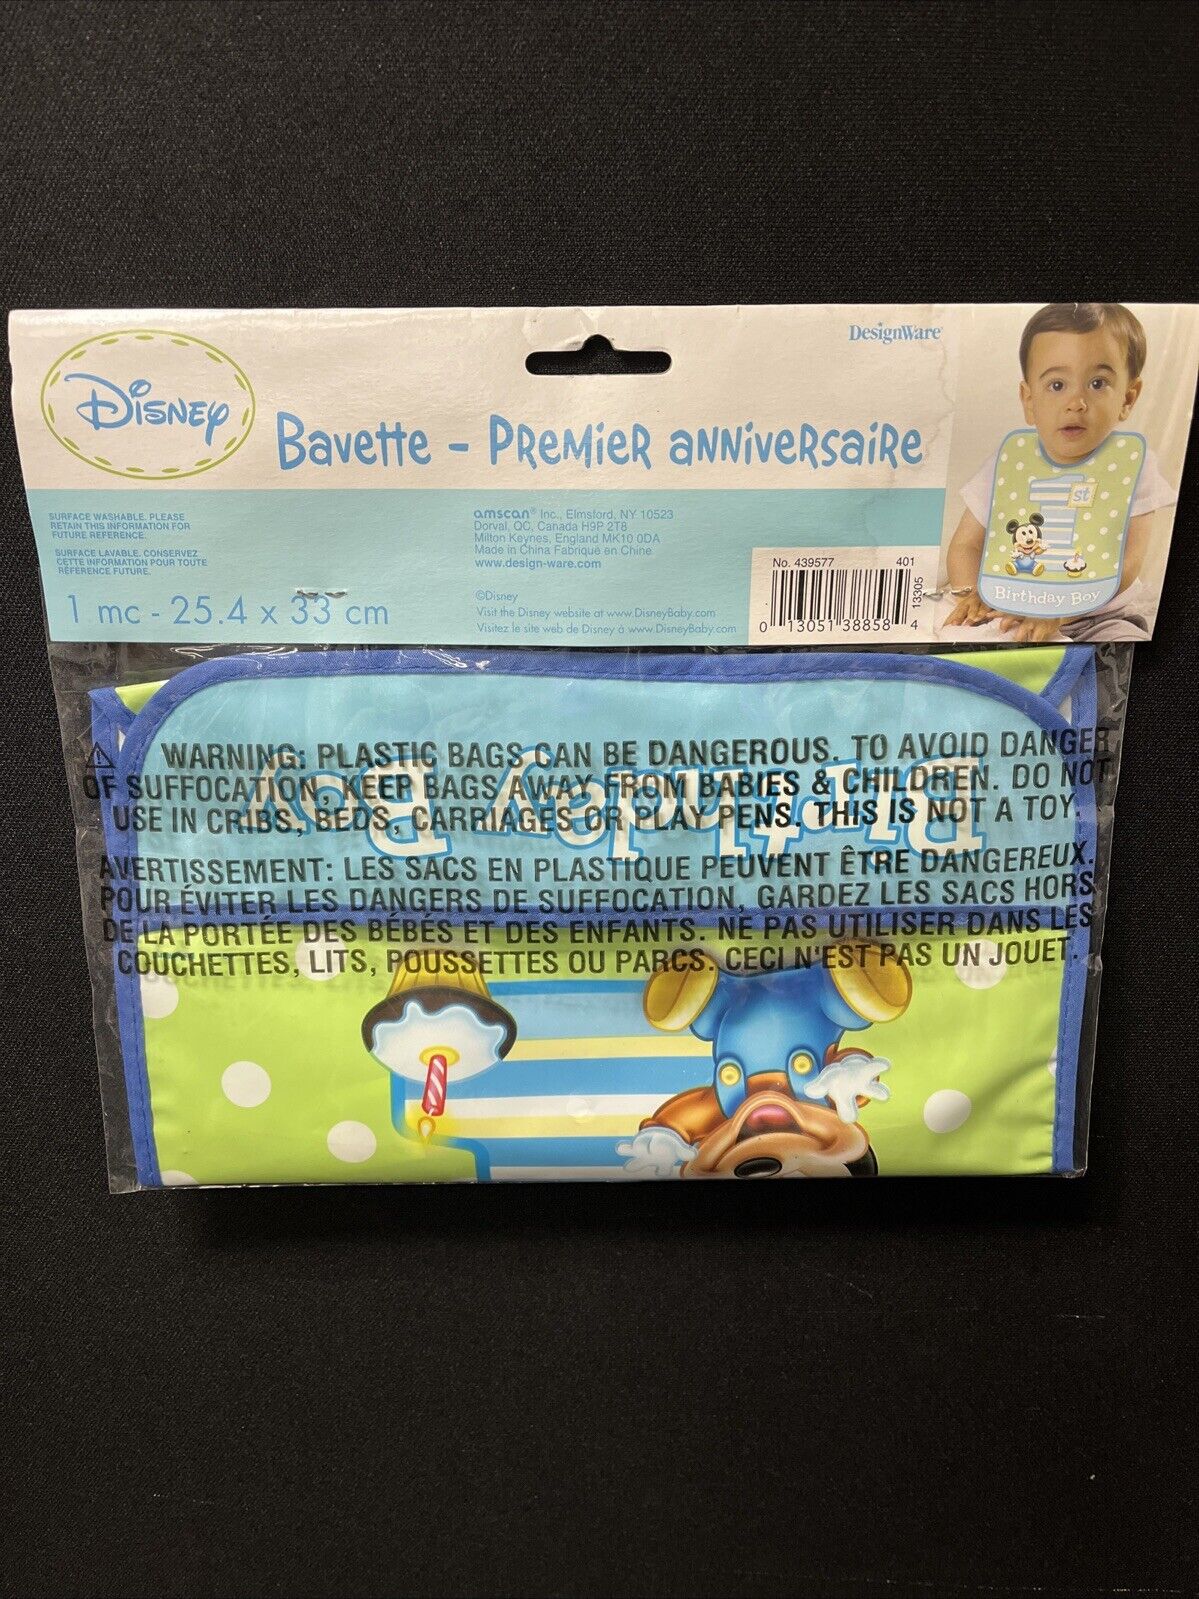 Disney
Bavette - Premier anniversaire
DesignWare
SURFACE WASHABLE. PLEASE
RETAIN THIS INFORMATION FOR
FUTURE REFERENCE.
SURFACE LAVABLE. CONSERVEZ
CETTE INFORMATION POUR TOUTE
RÉFÉRENCE FUTURE.
1 mc - 25.4 x 33 cm
amscan® Inc., Elmsford, NY 10523
Dorval, QC, Canada H9P 2T8
Milton Keynes, England MK10 0DA
Made in China Fabriqué en Chine
www.design-ware.com
©Disney
Visit the Disney website at www.DisneyBaby.com
Visitez le site web de Disney à www.DisneyBaby.com
No. 439577 401
13305
0 13051 38858 4
1st
Birthday Boy
WARNING: PLASTIC BAGS CAN BE DANGEROUS. TO AVOID DANGER
OF SUFFOCATION, KEEP BAGS AWAY FROM BABIES & CHILDREN. DO NOT
USE IN CRIBS, BEDS, CARRIAGES OR PLAY PENS. THIS IS NOT A TOY.
AVERTISSEMENT: LES SACS EN PLASTIQUE PEUVENT ÊTRE DANGEREUX.
POUR ÉVITER LES DANGERS DE SUFFOCATION, GARDEZ LES SACS HORS
DE LA PORTÉE DES BÉBÉS ET DES ENFANTS. NE PAS UTILISER DANS LES
COUCHETTES, LITS, POUSSETTES OU PARCS. CECI N'EST PAS UN JOUET.
Birthday Boy